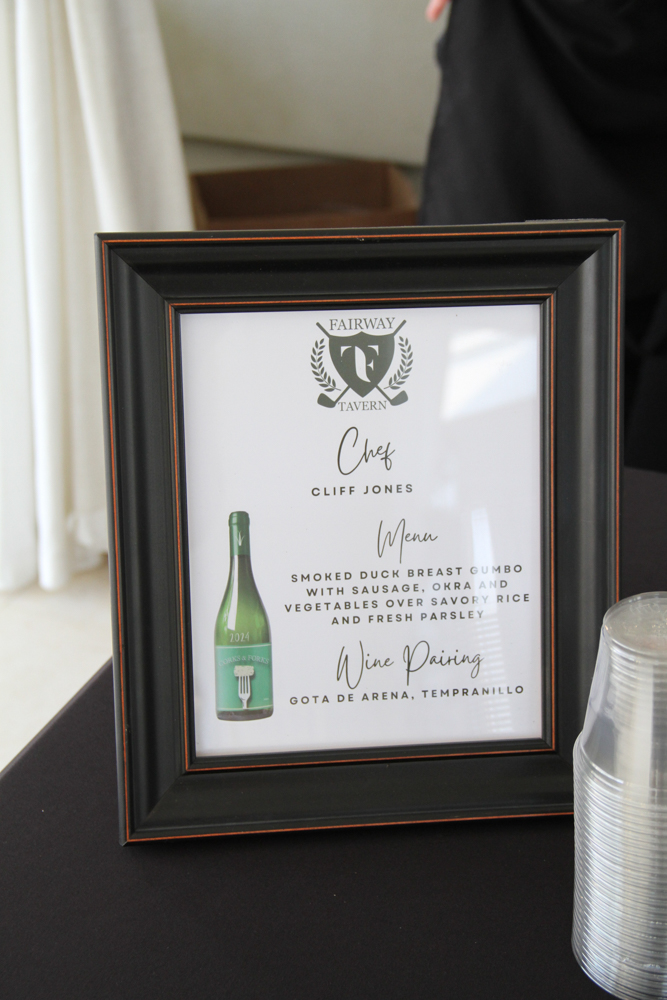 FAIRWAY
TF
TAVERN
Chef
CLIFF JONES
Menu
SMOKED DUCK BREAST GUMBO
WITH SAUSAGE, OKRA AND
VEGETABLES OVER SAVORY RICE
AND FRESH PARSLEY
Wine Pairing
GOTA DE ARENA, TEMPRANILLO
2024